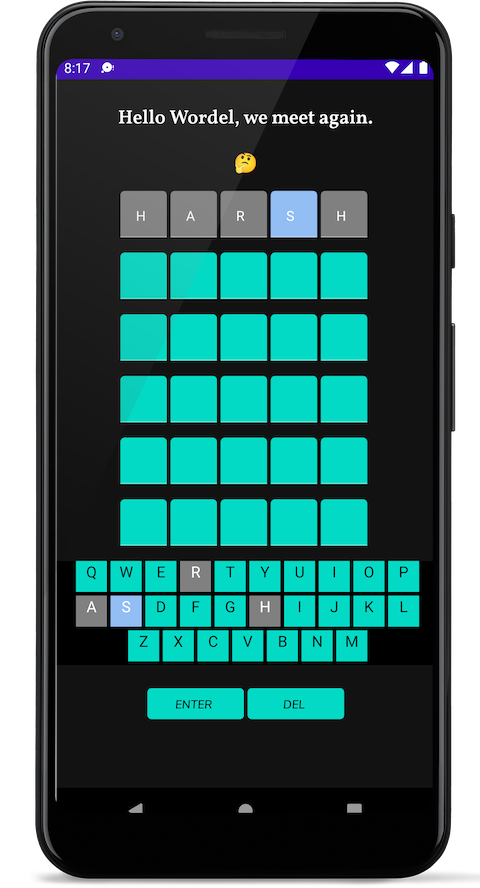 8:17
Hello Wordel, we meet again.
H A R S H
Q W E R T Y U I O P
A S D F G H I J K L
Z X C V B N M
ENTER DEL